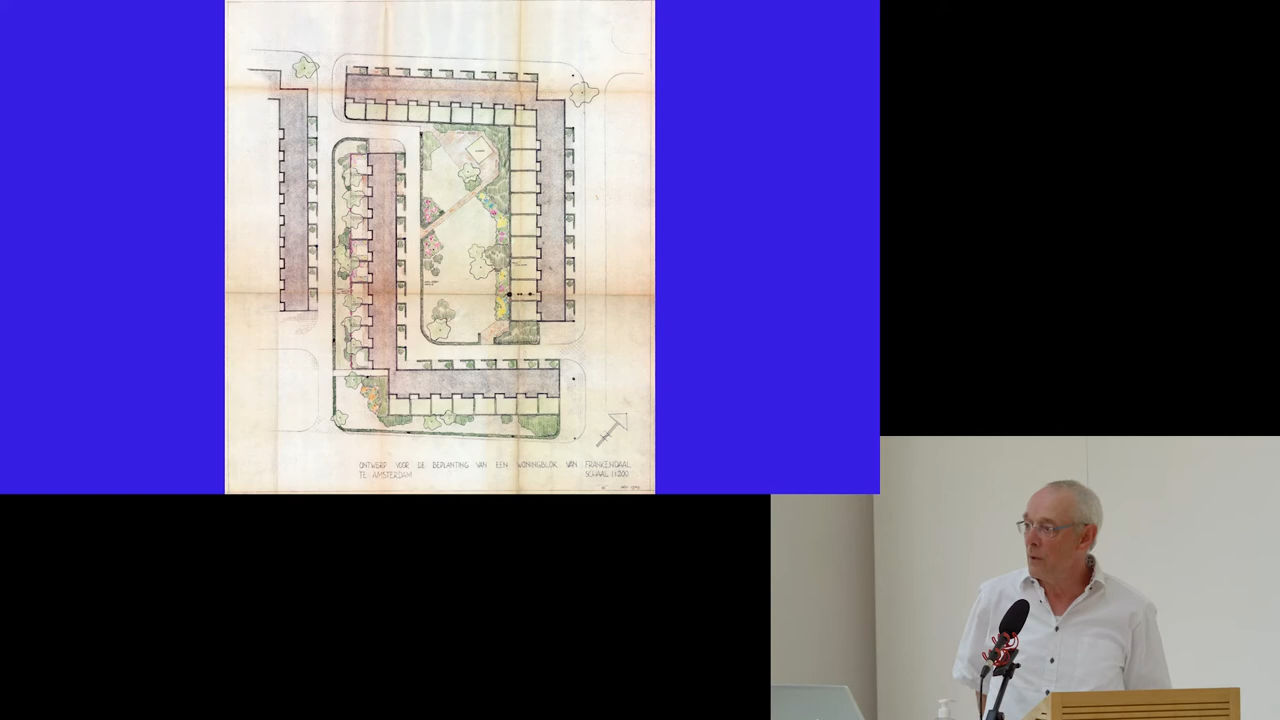 ONTWERP VOOR DE BEPLANTING VAN EEN WONINGBLOK VAN FRANKENDAAL
TE AMSTERDAM SCHAAL 1:200